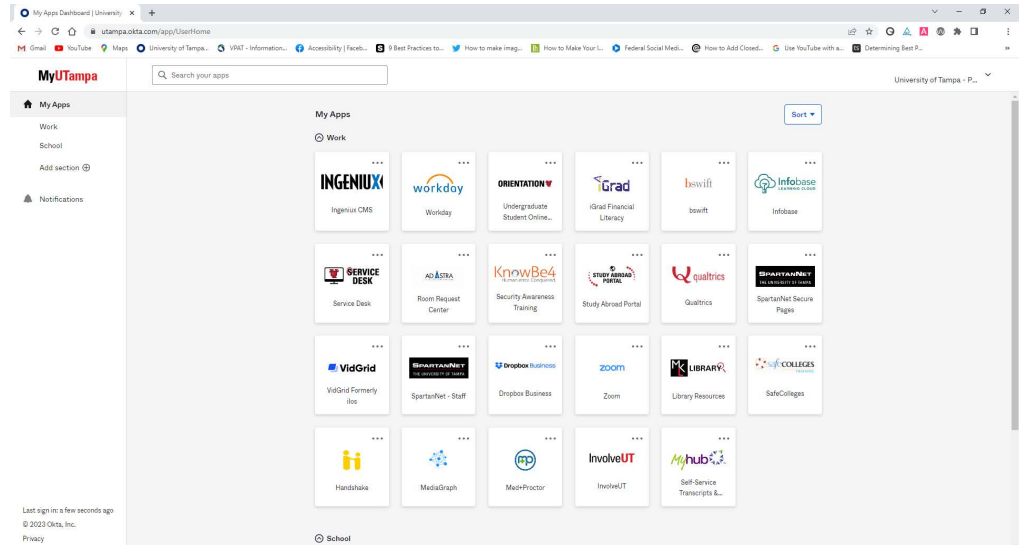 My Apps Dashboard | University
utampa.okta.com/app/UserHome
Gmail YouTube Maps University of Tampa... VPAT - Information... Accessibility | Faceb... 9 Best Practices to... How to make imag... How to Make Your I... Federal Social Medi... How to Add Closed... Use YouTube with a... Determining Best P...
MyUTampa
Search your apps
University of Tampa - P...
My Apps
Work
School
Add section
Notifications
My Apps
Sort
Work
INGENIUX workday ORIENTATION iGrad bswift Infobase
LEARNING CLOUD
Ingeniux CMS Workday Undergraduate Student Online... iGrad Financial Literacy bswift Infobase
SERVICE DESK AD ASTRA KnowBe4 STUDY ABROAD PORTAL qualtrics SPARTANNET
Human error. Conquered. THE UNIVERSITY OF TAMPA
Service Desk Room Request Center Security Awareness Training Study Abroad Portal Qualtrics SpartanNet Secure Pages
VidGrid SPARTANNET Dropbox Business zoom MK LIBRARY SafeCOLLEGES
THE UNIVERSITY OF TAMPA
VidGrid Formerly ilos SpartanNet - Staff Dropbox Business Zoom Library Resources SafeColleges
mp InvolveUT Myhub
Handshake MediaGraph Med+Proctor InvolveUT Self-Service Transcripts &...
School
Last sign in: a few seconds ago
© 2023 Okta, Inc.
Privacy